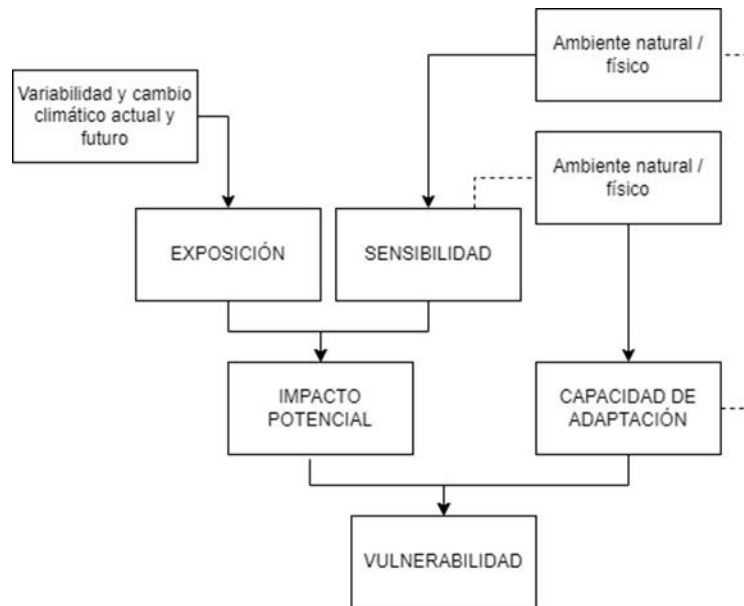 Ambiente natural /
físico
Variabilidad y cambio
climático actual y
futuro
Ambiente natural /
físico
EXPOSICIÓN
SENSIBILIDAD
IMPACTO
POTENCIAL
CAPACIDAD DE
ADAPTACIÓN
VULNERABILIDAD